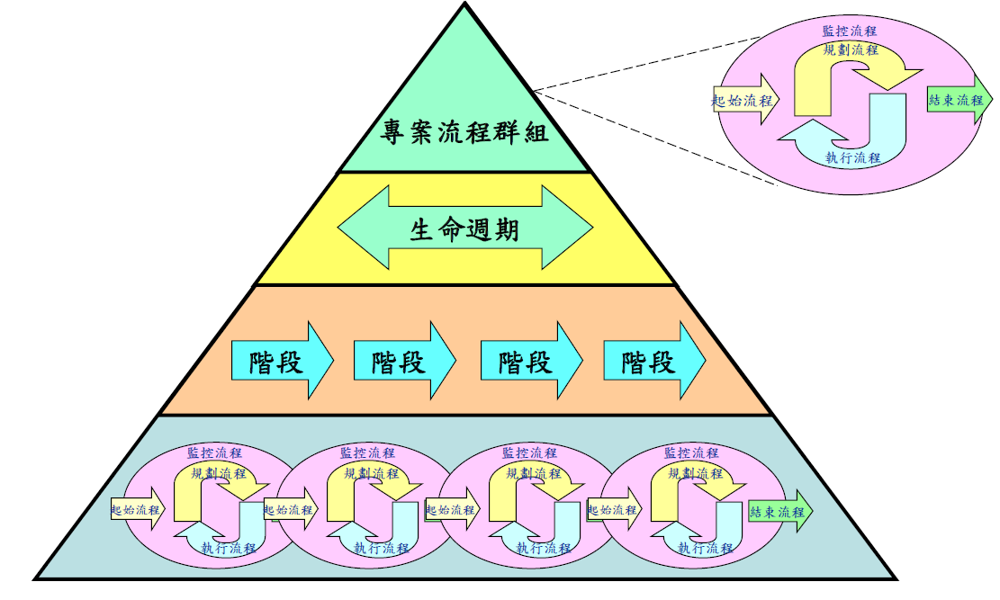 監控流程
規劃流程
起始流程
結束流程
執行流程
專案流程群組
生命週期
階段 階段 階段 階段
監控流程 監控流程 監控流程 監控流程
規劃流程 規劃流程 規劃流程 規劃流程
起始流程 起始流程 起始流程 起始流程 結束流程
執行流程 執行流程 執行流程 執行流程